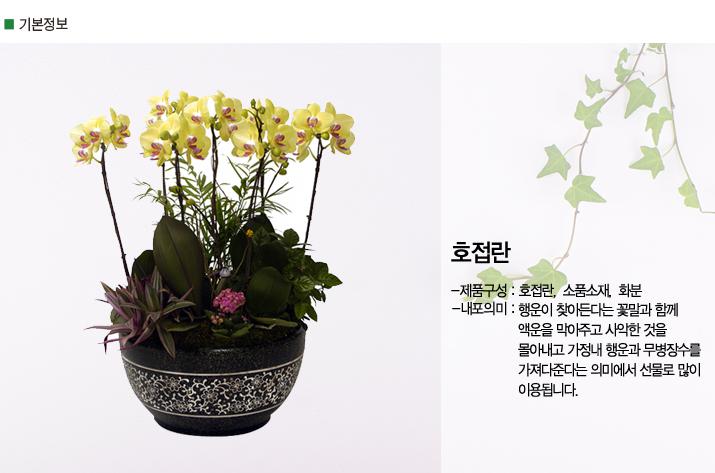 기본정보
호접란
-제품구성 : 호접란, 소품소재, 화분
-내포의미 : 행운이 찾아든다는 꽃말과 함께
액운을 막아주고 사악한 것을
몰아내고 가정내 행운과 무병장수를
가져다준다는 의미에서 선물로 많이
이용됩니다.